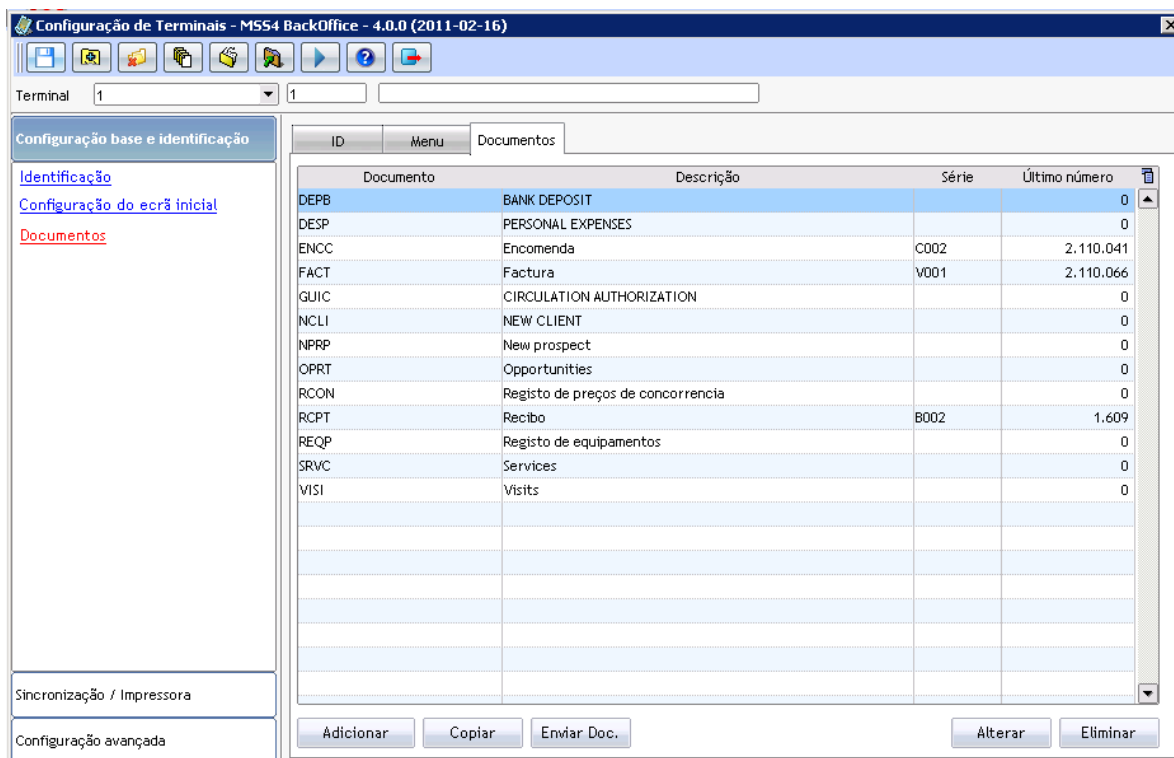 Configuração de Terminais - MSS4 BackOffice - 4.0.0 (2011-02-16)
Terminal 1 1
Configuração base e identificação
Identificação
Configuração do ecrã inicial
Documentos
Sincronização / Impressora
Configuração avançada
ID Menu Documentos
Documento Descrição Série Último número
DEPB BANK DEPOSIT 0
DESP PERSONAL EXPENSES 0
ENCC Encomenda C002 2.110.041
FACT Factura V001 2.110.066
GUIC CIRCULATION AUTHORIZATION 0
NCLI NEW CLIENT 0
NPRP New prospect 0
OPRT Opportunities 0
RCON Registo de preços de concorrencia 0
RCPT Recibo B002 1.609
REQP Registo de equipamentos 0
SRVC Services 0
VISI Visits 0
Adicionar Copiar Enviar Doc. Alterar Eliminar